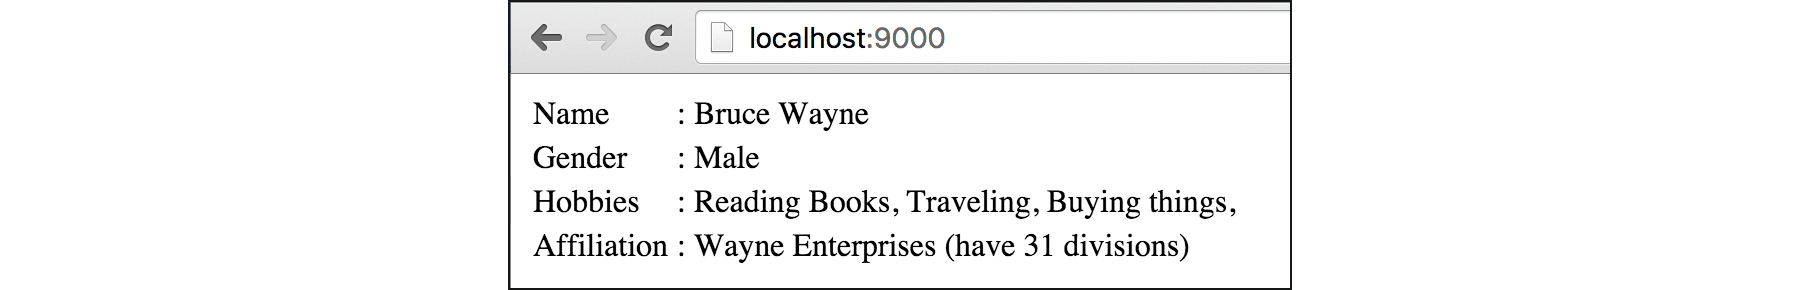 localhost:9000
Name : Bruce Wayne
Gender : Male
Hobbies : Reading Books, Traveling, Buying things,
Affiliation : Wayne Enterprises (have 31 divisions)